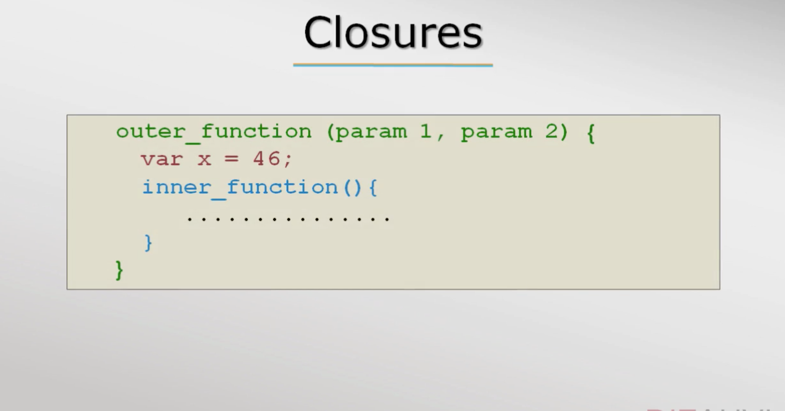 Closures
outer_function (param 1, param 2) {
var x = 46;
inner_function(){
...............
}
}